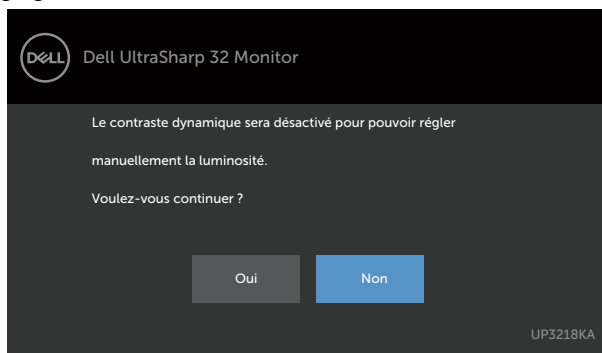 DELL Dell UltraSharp 32 Monitor
Le contraste dynamique sera désactivé pour pouvoir régler
manuellement la luminosité.
Voulez-vous continuer ?
Oui Non
UP3218KA